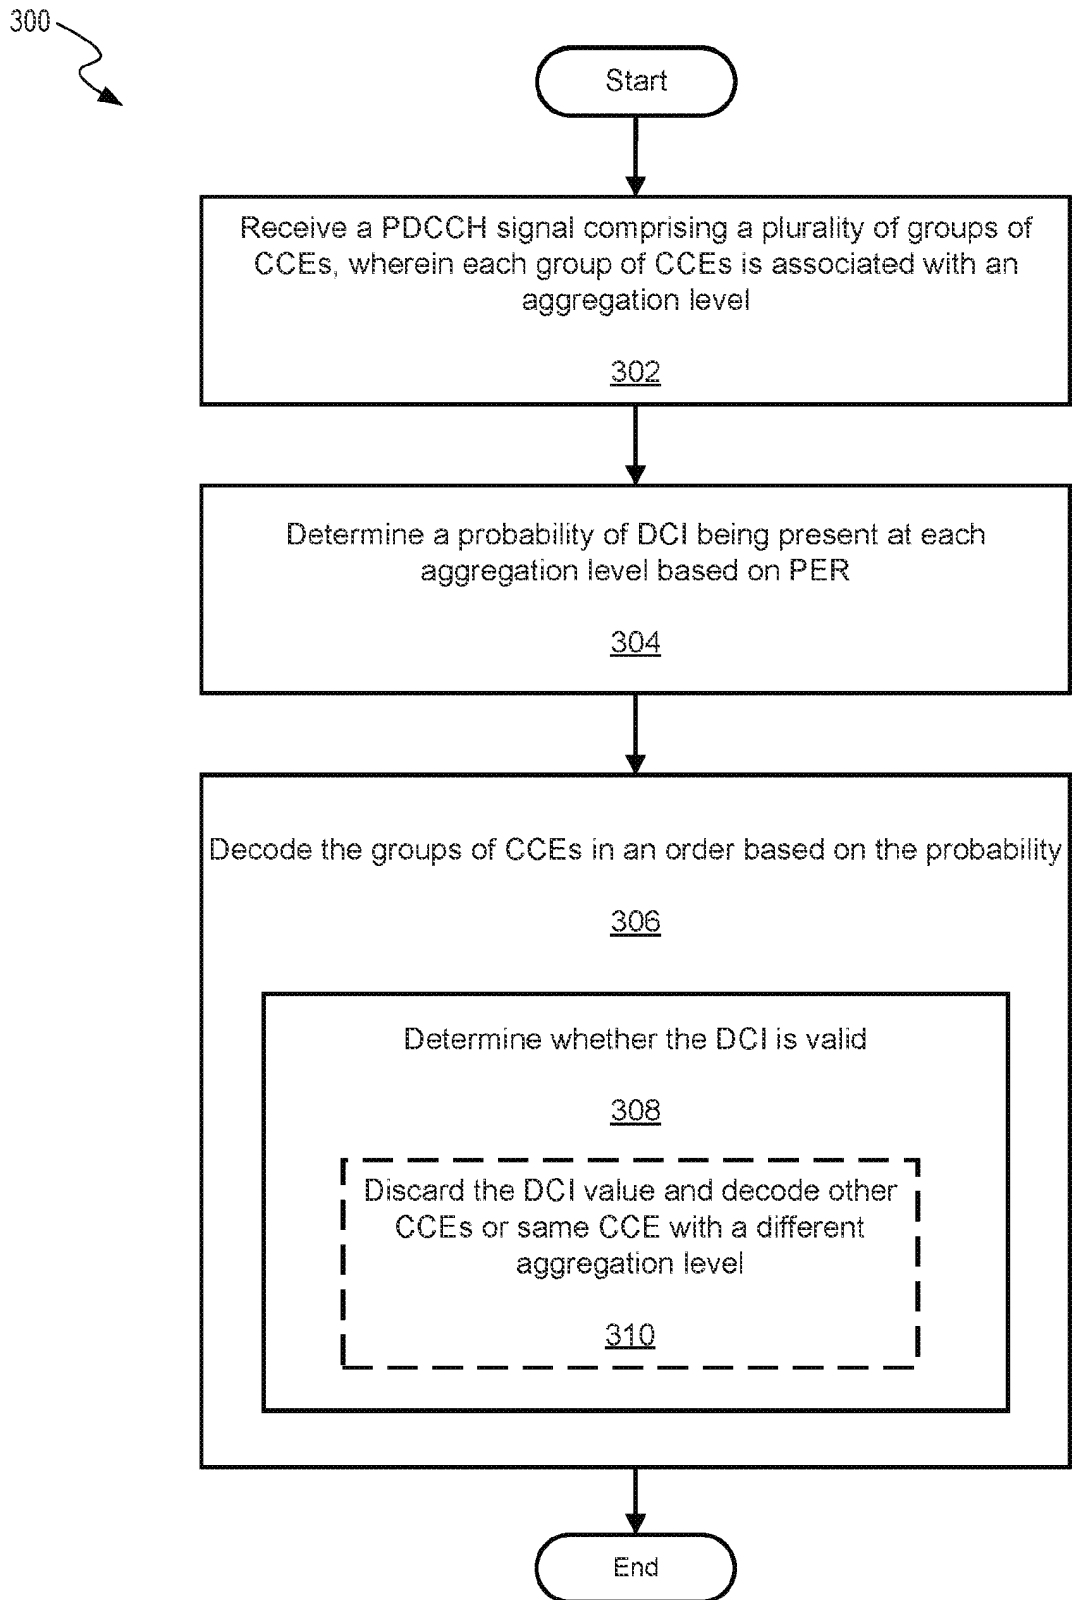 300
Start
Receive a PDCCH signal comprising a plurality of groups of
CCEs, wherein each group of CCEs is associated with an
aggregation level
302
Determine a probability of DCI being present at each
aggregation level based on PER
304
Decode the groups of CCEs in an order based on the probability
306
Determine whether the DCI is valid
308
Discard the DCI value and decode other
CCEs or same CCE with a different
aggregation level
310
End